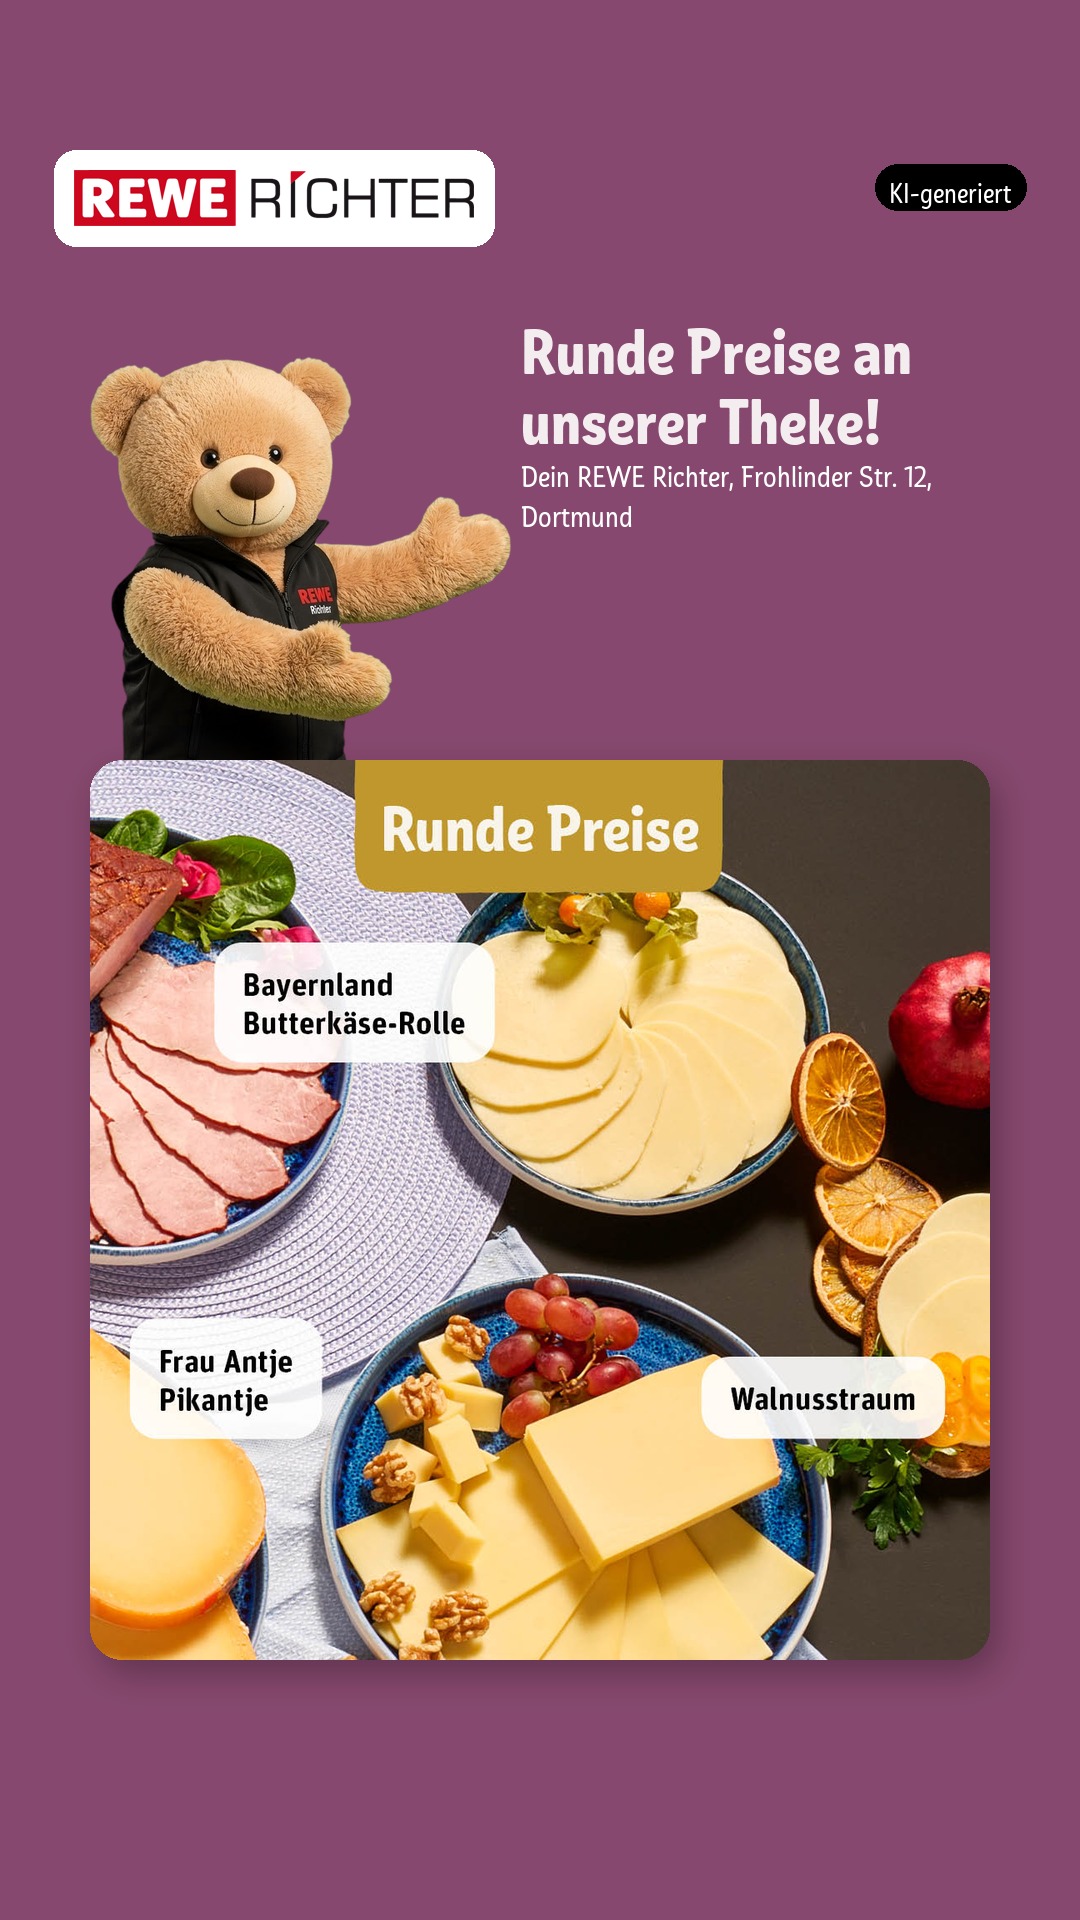 REWE RICHTER
KI-generiert
Runde Preise an
unserer Theke!
Dein REWE Richter, Frohlinder Str. 12,
Dortmund
REWE
Richter
Runde Preise
Bayernland
Butterkäse-Rolle
Frau Antje
Pikantje
Walnusstraum